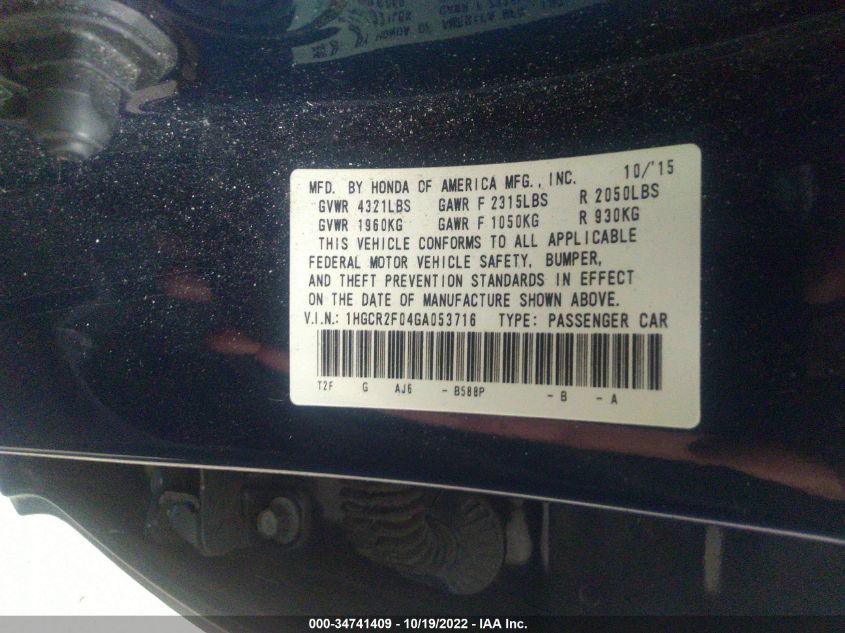 MFD. BY HONDA OF AMERICA MFG., INC. 10/'15
GVWR 4321LBS GAWR F 2315LBS R 2050LBS
GVWR 1960KG GAWR F 1050KG R 930KG
THIS VEHICLE CONFORMS TO ALL APPLICABLE
FEDERAL MOTOR VEHICLE SAFETY, BUMPER,
AND THEFT PREVENTION STANDARDS IN EFFECT
ON THE DATE OF MANUFACTURE SHOWN ABOVE.
V.I.N.: 1HGCR2F04GA053716 TYPE: PASSENGER CAR
T2F G AJ6 - B588P - B - A
000-34741409 - 10/19/2022 - IAA Inc.